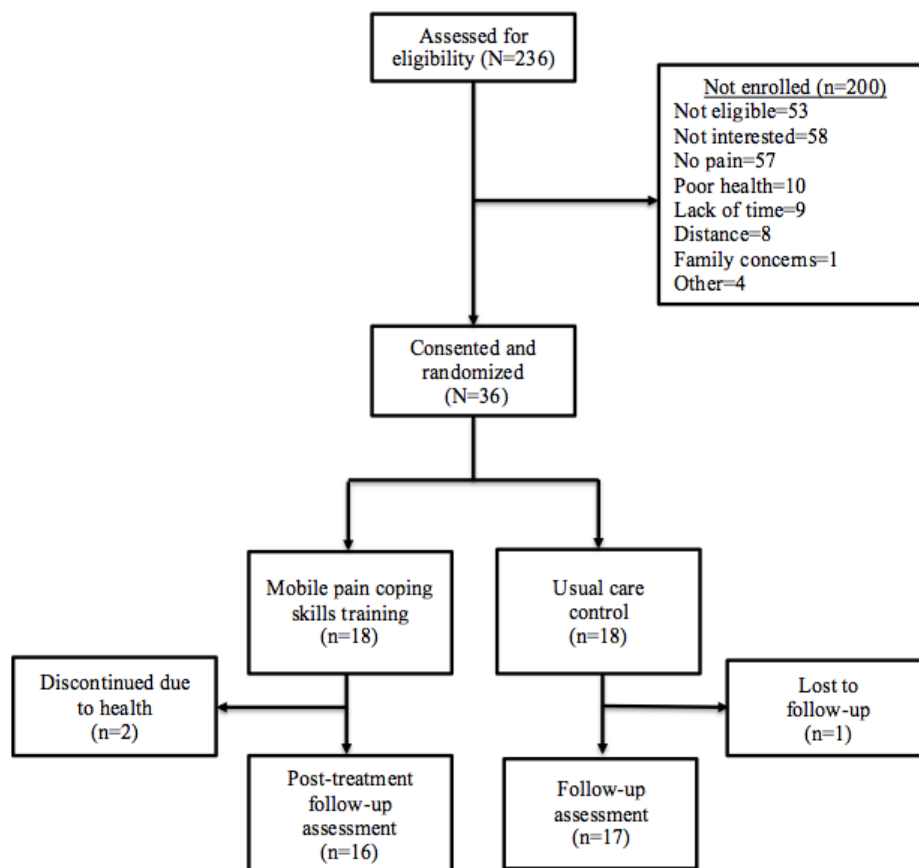 Assessed for
eligibility (N=236)
Not enrolled (n=200)
Not eligible=53
Not interested=58
No pain=57
Poor health=10
Lack of time=9
Distance=8
Family concerns=1
Other=4
Consented and
randomized
(N=36)
Mobile pain coping
skills training
(n=18)
Usual care
control
(n=18)
Discontinued due
to health
(n=2)
Lost to
follow-up
(n=1)
Post-treatment
follow-up
assessment
(n=16)
Follow-up
assessment
(n=17)